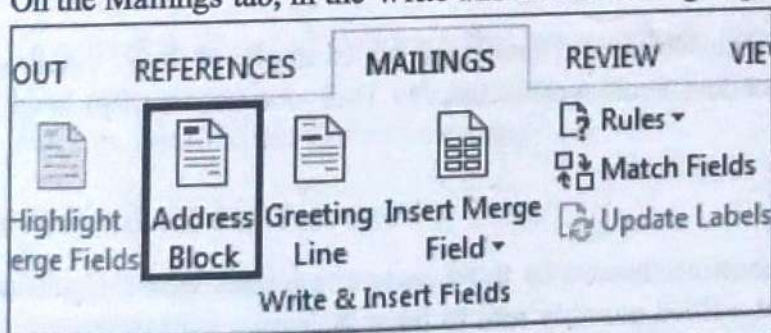 On the Mailings tab, in the Write
OUT REFERENCES MAILINGS REVIEW VIE
Highlight Address Greeting Insert Merge Rules
erge Fields Block Line Field Match Fields
Update Labels
Write & Insert Fields